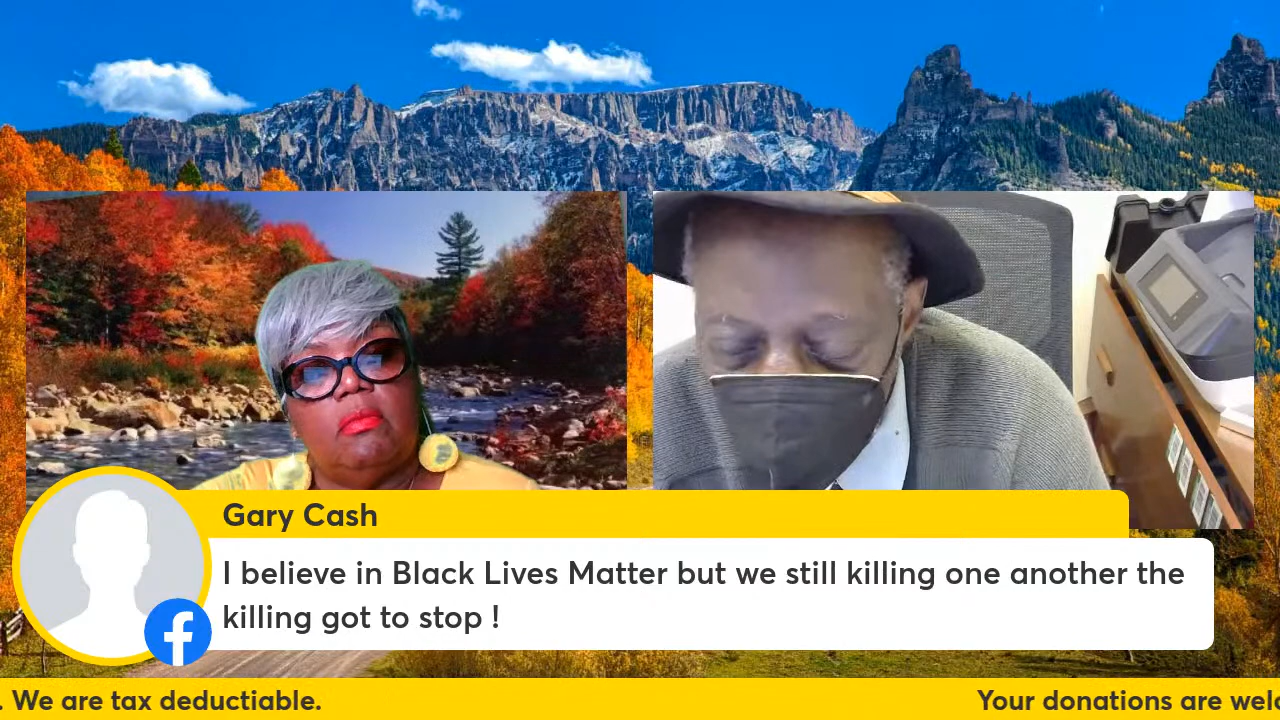 Gary Cash
I believe in Black Lives Matter but we still killing one another the
killing got to stop !
. We are tax deductiable.
Your donations are